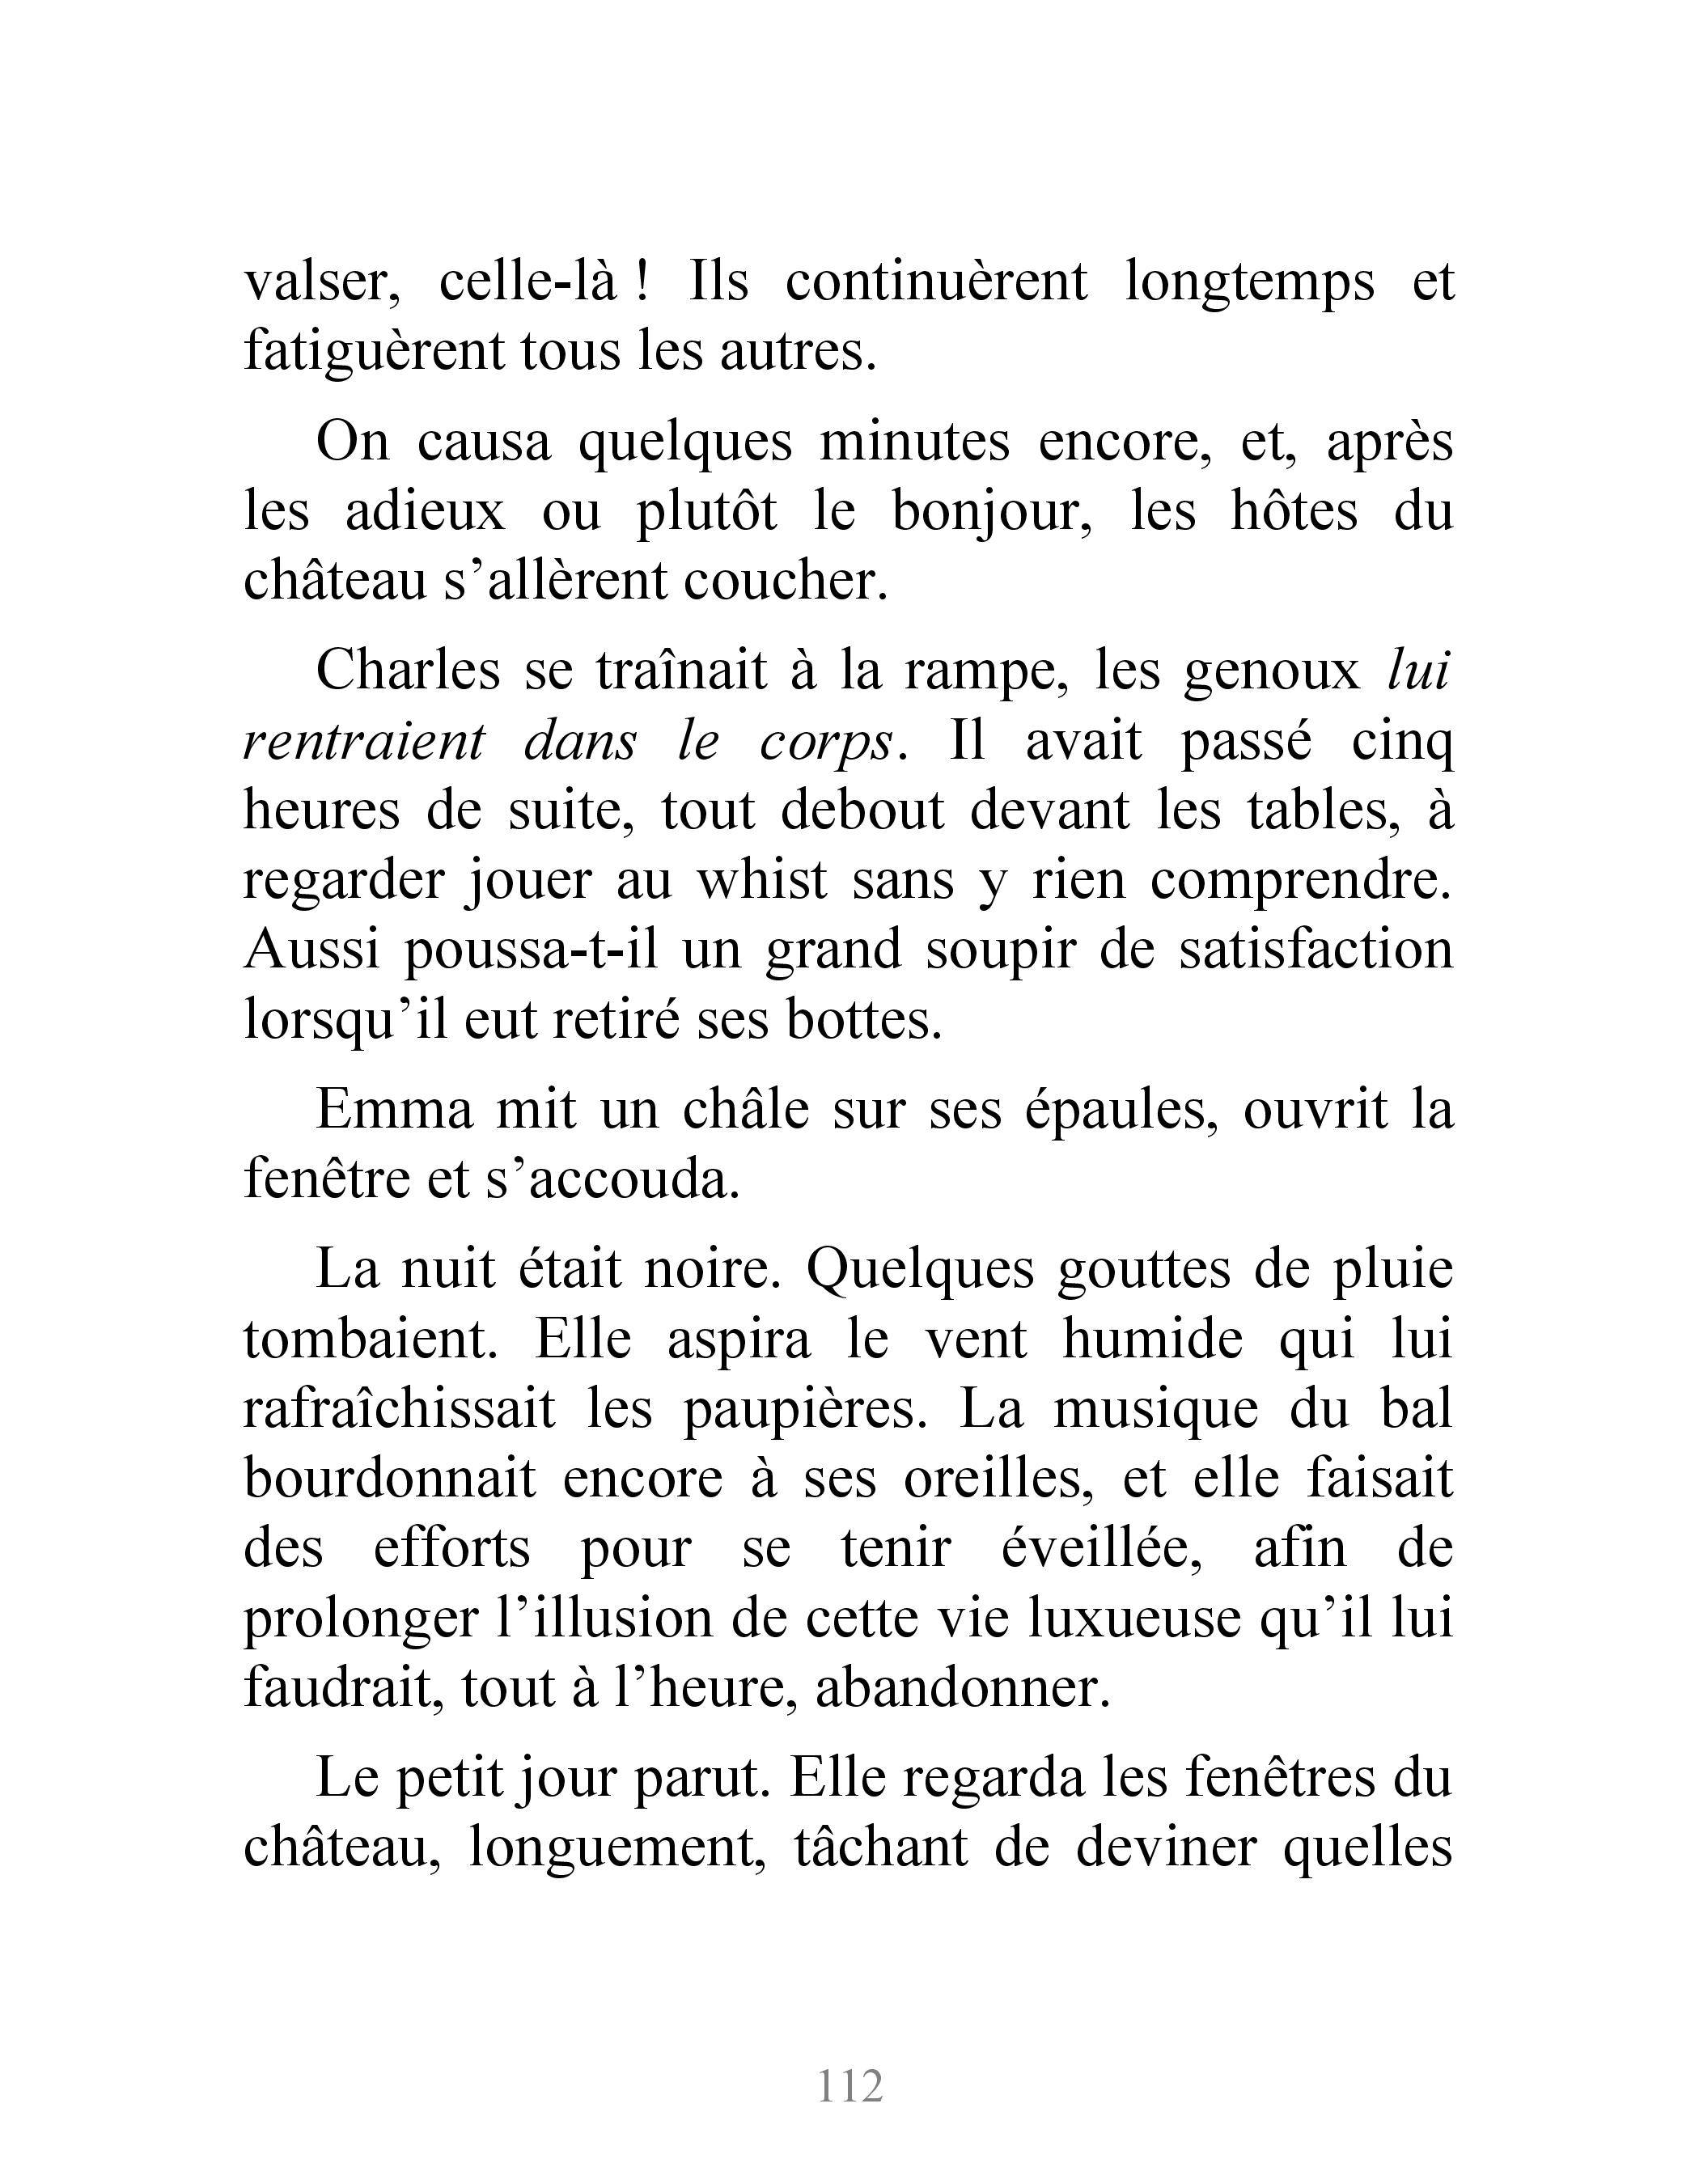 valser, celle-là ! Ils continuèrent longtemps et
fatiguèrent tous les autres.
On causa quelques minutes encore, et, après
les adieux ou plutôt le bonjour, les hôtes du
château s’allèrent coucher.
Charles se traînait à la rampe, les genoux lui
rentraient dans le corps. Il avait passé cinq
heures de suite, tout debout devant les tables, à
regarder jouer au whist sans y rien comprendre.
Aussi poussa-t-il un grand soupir de satisfaction
lorsqu’il eut retiré ses bottes.
Emma mit un châle sur ses épaules, ouvrit la
fenêtre et s’accouda.
La nuit était noire. Quelques gouttes de pluie
tombaient. Elle aspira le vent humide qui lui
rafraîchissait les paupières. La musique du bal
bourdonnait encore à ses oreilles, et elle faisait
des efforts pour se tenir éveillée, afin de
prolonger l’illusion de cette vie luxueuse qu’il lui
faudrait, tout à l’heure, abandonner.
Le petit jour parut. Elle regarda les fenêtres du
château, longuement, tâchant de deviner quelles
112